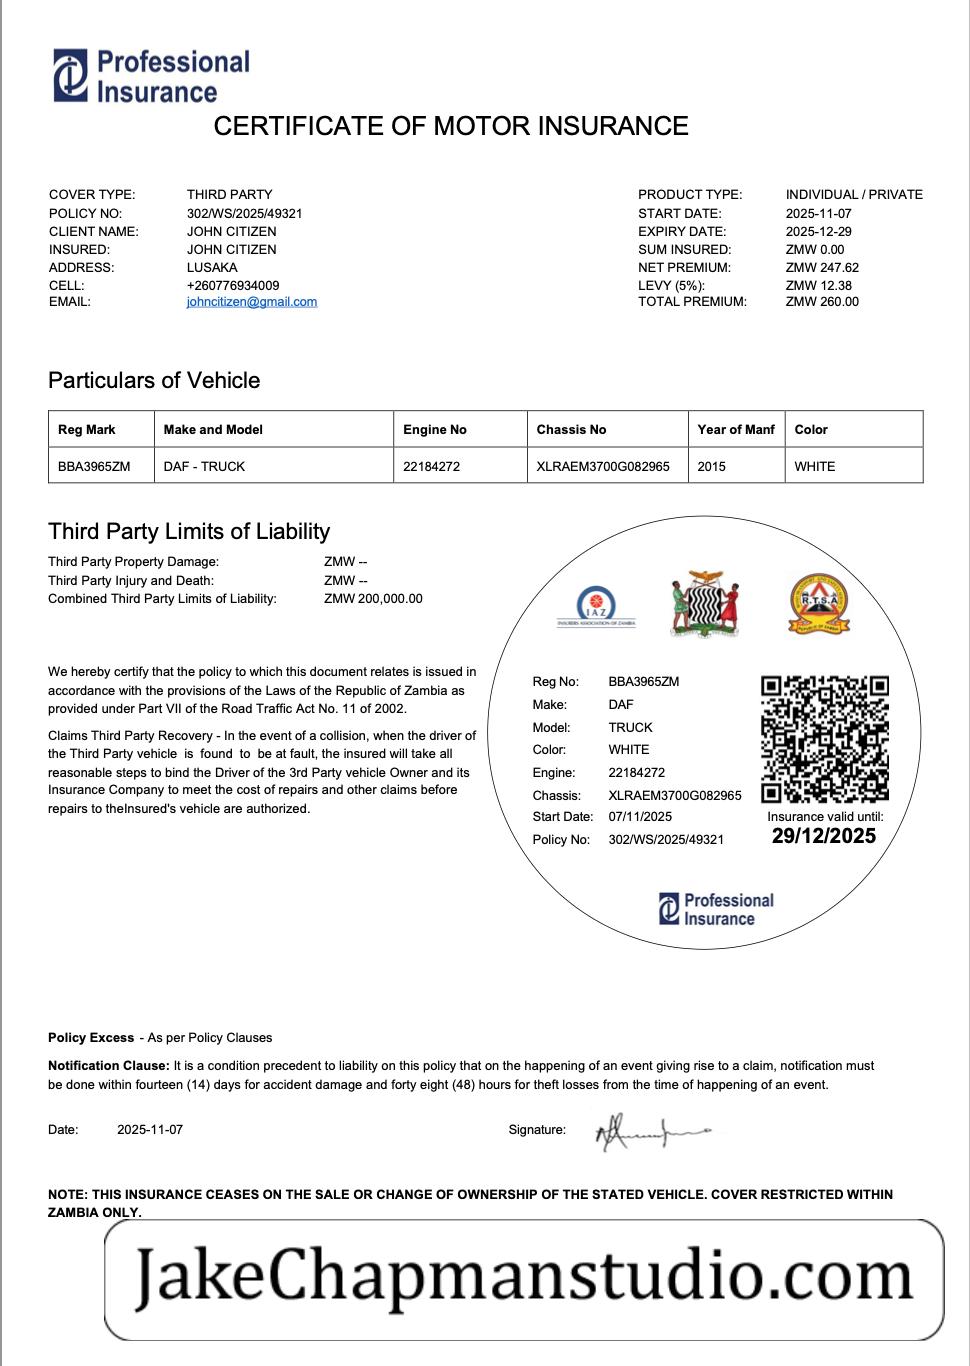 Professional
Insurance
CERTIFICATE OF MOTOR INSURANCE
COVER TYPE: THIRD PARTY
POLICY NO: 302/WS/2025/49321
CLIENT NAME: JOHN CITIZEN
INSURED: JOHN CITIZEN
ADDRESS: LUSAKA
CELL: +260776934009
EMAIL: johncitizen@gmail.com
PRODUCT TYPE: INDIVIDUAL / PRIVATE
START DATE: 2025-11-07
EXPIRY DATE: 2025-12-29
SUM INSURED: ZMW 0.00
NET PREMIUM: ZMW 247.62
LEVY (5%): ZMW 12.38
TOTAL PREMIUM: ZMW 260.00
Particulars of Vehicle
Reg Mark Make and Model Engine No Chassis No Year of Manf Color
BBA3965ZM DAF - TRUCK 22184272 XLRAEM3700G082965 2015 WHITE
Third Party Limits of Liability
Third Party Property Damage: ZMW --
Third Party Injury and Death: ZMW --
Combined Third Party Limits of Liability: ZMW 200,000.00
We hereby certify that the policy to which this document relates is issued in
accordance with the provisions of the Laws of the Republic of Zambia as
provided under Part VII of the Road Traffic Act No. 11 of 2002.
Claims Third Party Recovery - In the event of a collision, when the driver of
the Third Party vehicle is found to be at fault, the insured will take all
reasonable steps to bind the Driver of the 3rd Party vehicle Owner and its
Insurance Company to meet the cost of repairs and other claims before
repairs to theInsured's vehicle are authorized.
IAZ
INSURERS ASSOCIATION OF ZAMBIA
R.T.S.A
REPUBLIC OF ZAMBIA
Reg No: BBA3965ZM
Make: DAF
Model: TRUCK
Color: WHITE
Engine: 22184272
Chassis: XLRAEM3700G082965
Start Date: 07/11/2025
Policy No: 302/WS/2025/49321
Insurance valid until:
29/12/2025
Professional
Insurance
Policy Excess - As per Policy Clauses
Notification Clause: It is a condition precedent to liability on this policy that on the happening of an event giving rise to a claim, notification must
be done within fourteen (14) days for accident damage and forty eight (48) hours for theft losses from the time of happening of an event.
Date: 2025-11-07 Signature:
NOTE: THIS INSURANCE CEASES ON THE SALE OR CHANGE OF OWNERSHIP OF THE STATED VEHICLE. COVER RESTRICTED WITHIN
ZAMBIA ONLY.
JakeChapmanstudio.com